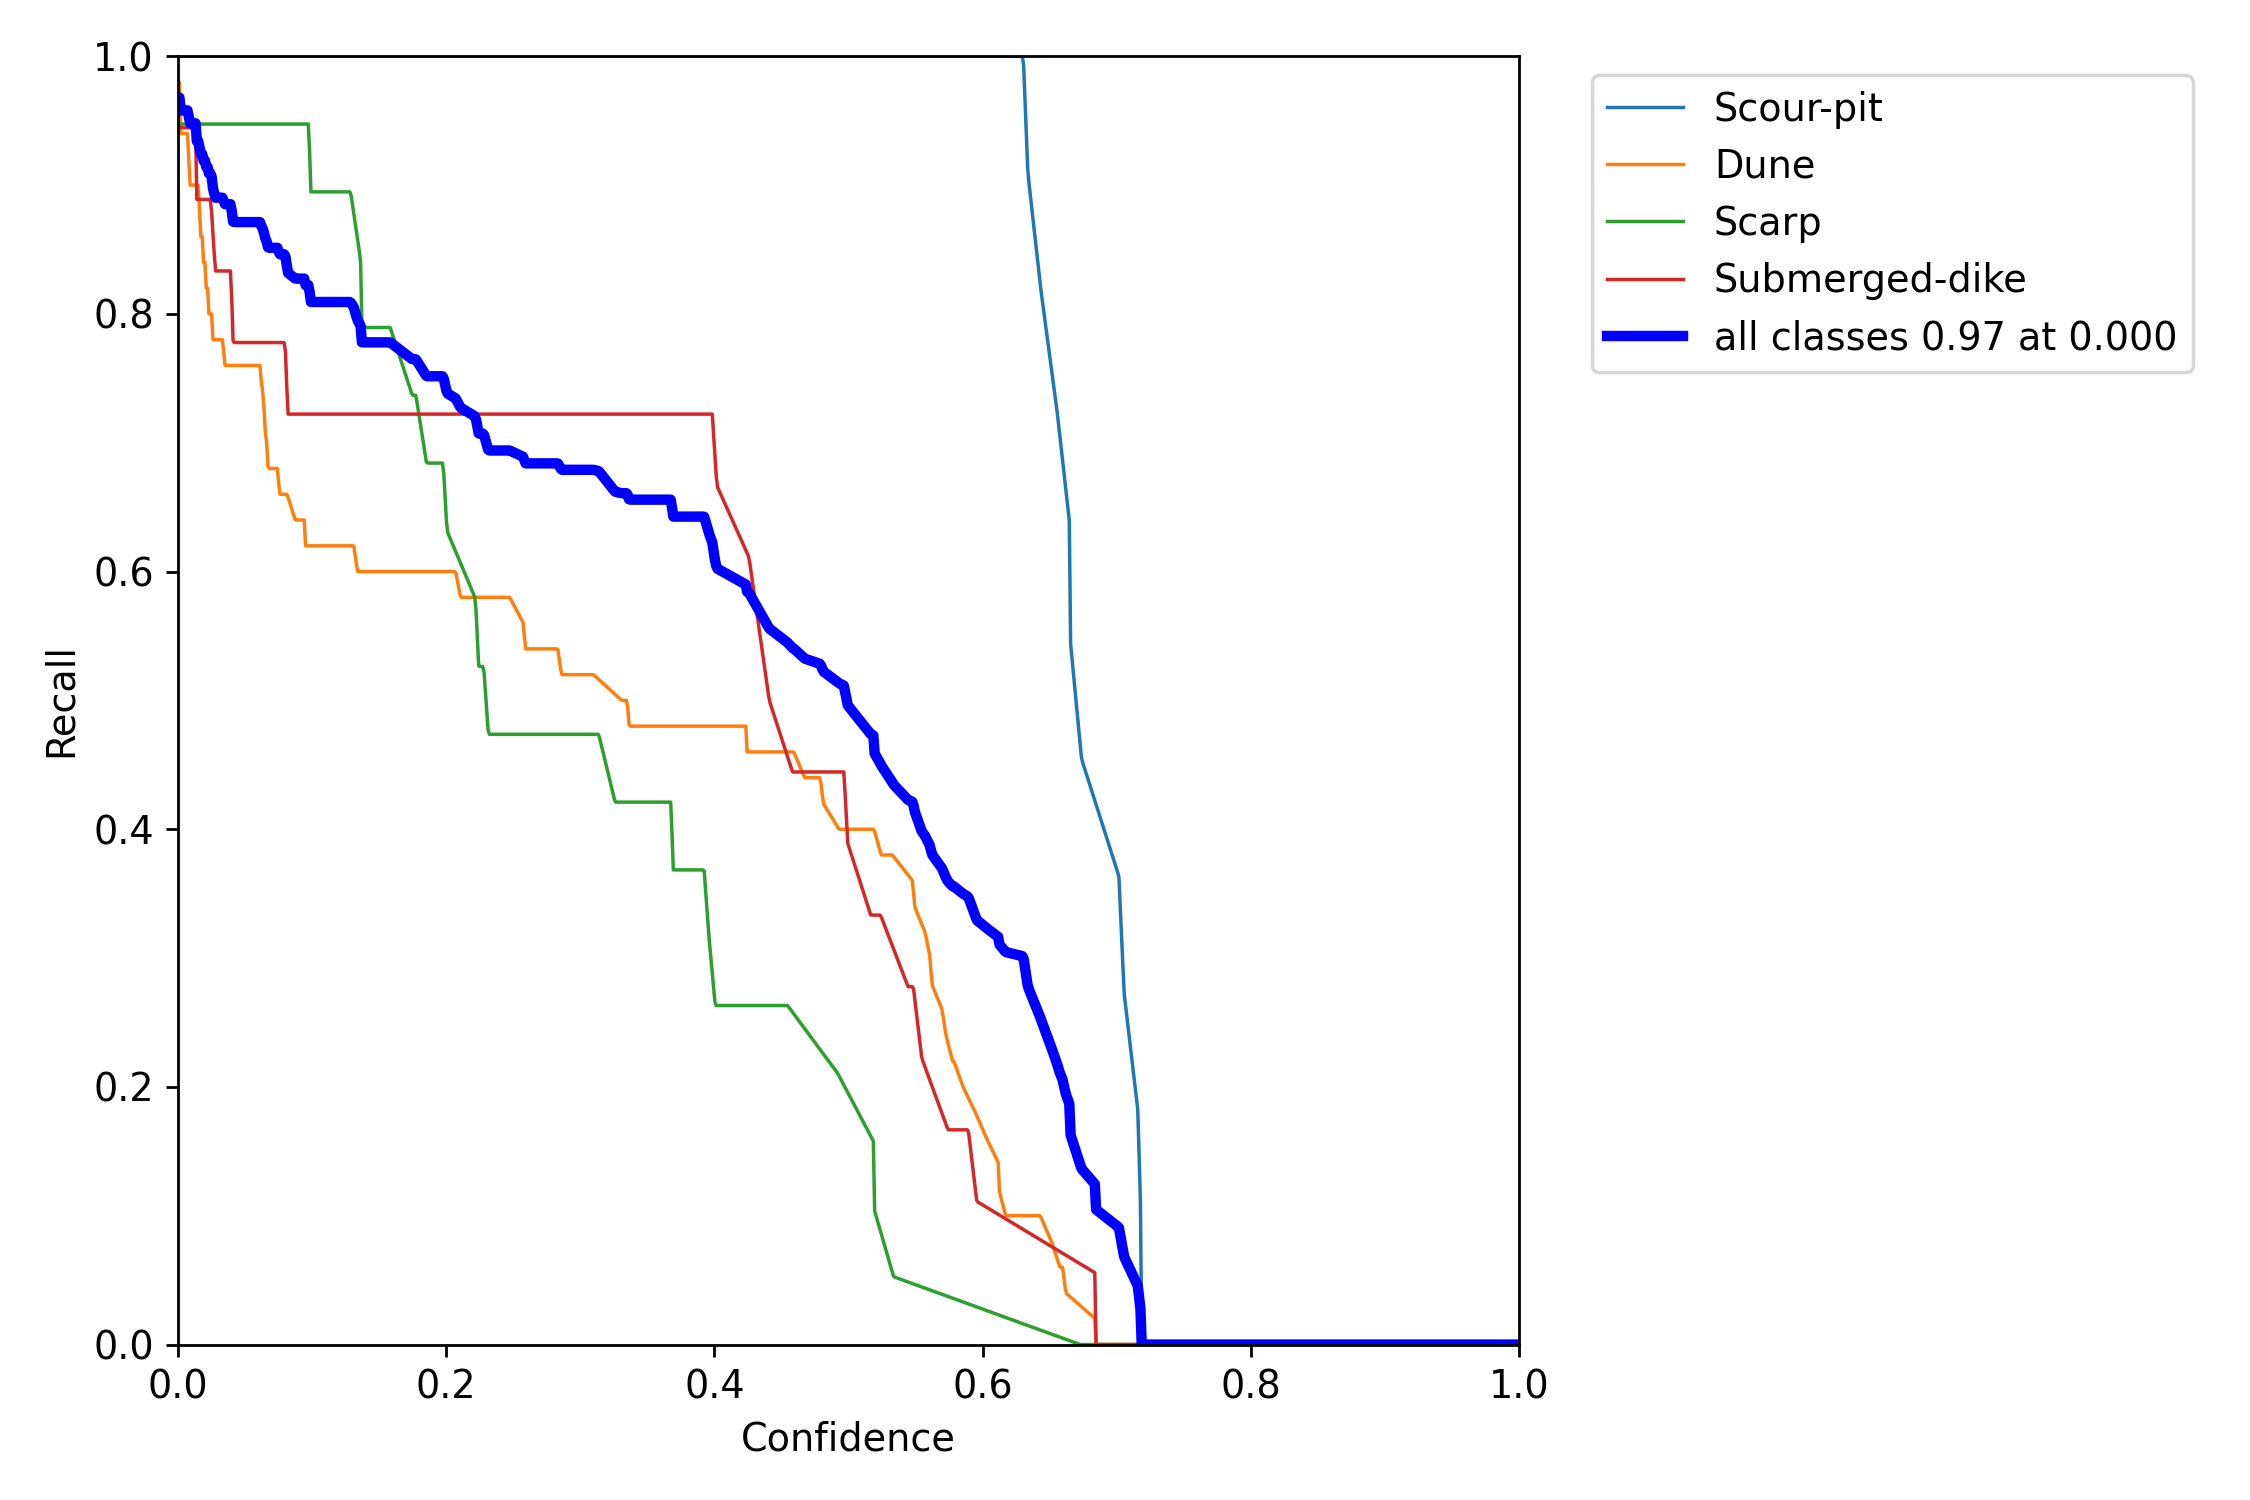 1.0
0.8
0.6
0.4
0.2
0.0
Recall
0.0 0.2 0.4 0.6 0.8 1.0
Confidence
Scour-pit
Dune
Scarp
Submerged-dike
all classes 0.97 at 0.000